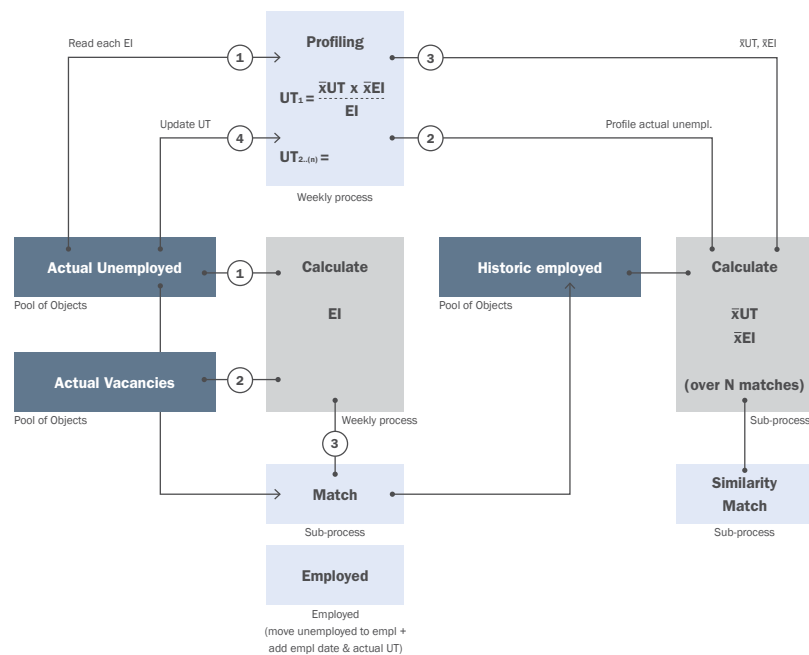 Read each EI
1
Profiling
3
x̅UT, x̅EI
UT1 = x̅UT x x̅EI
EI
Update UT
4
2
Profile actual unempl.
UT2..(n) =
Weekly process
Actual Unemployed
1
Calculate
Historic employed
Calculate
Pool of Objects
Pool of Objects
EI
x̅UT
x̅EI
Actual Vacancies
2
(over N matches)
Pool of Objects
Weekly process
Sub-process
3
Match
Similarity
Match
Sub-process
Sub-process
Employed
Employed
(move unemployed to empl +
add empl date & actual UT)